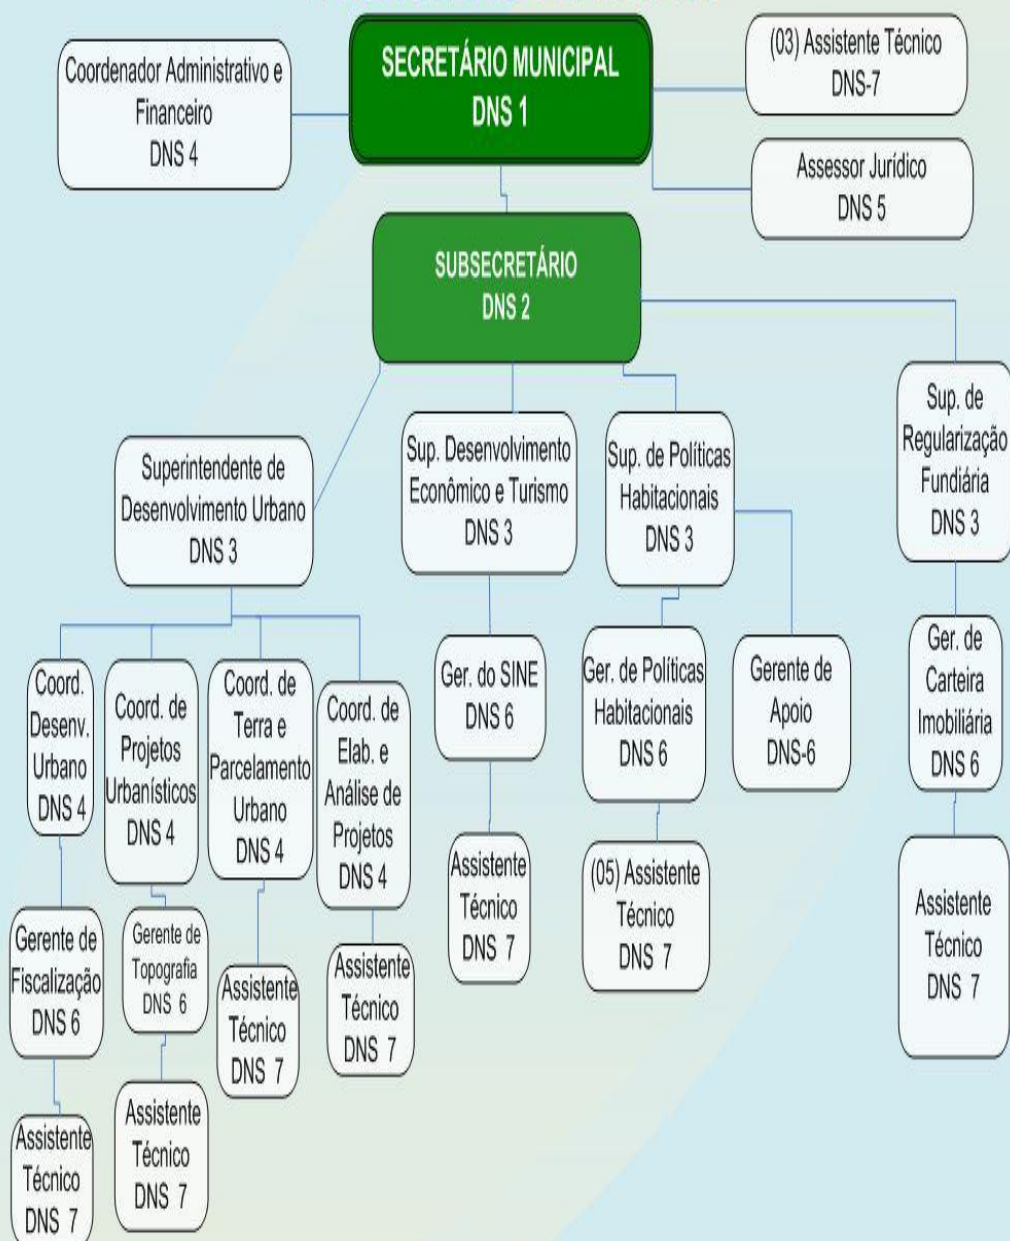 Coordenador Administrativo e
Financeiro
DNS 4
SECRETÁRIO MUNICIPAL
DNS 1
(03) Assistente Técnico
DNS-7
Assessor Jurídico
DNS 5
SUBSECRETÁRIO
DNS 2
Superintendente de
Desenvolvimento Urbano
DNS 3
Sup. Desenvolvimento
Econômico e Turismo
DNS 3
Sup. de Políticas
Habitacionais
DNS 3
Sup. de
Regularização
Fundiária
DNS 3
Coord.
Desenv.
Urbano
DNS 4
Coord. de
Projetos
Urbanísticos
DNS 4
Coord. de
Terra e
Parcelamento
Urbano
DNS 4
Coord. de
Elab. e
Análise de
Projetos
DNS 4
Ger. do SINE
DNS 6
Ger. de Políticas
Habitacionais
DNS 6
Gerente de
Apoio
DNS-6
Ger. de
Carteira
Imobiliária
DNS 6
Gerente de
Fiscalização
DNS 6
Gerente de
Topografia
DNS 6
Assistente
Técnico
DNS 7
Assistente
Técnico
DNS 7
Assistente
Técnico
DNS 7
(05) Assistente
Técnico
DNS 7
Assistente
Técnico
DNS 7
Assistente
Técnico
DNS 7
Assistente
Técnico
DNS 7